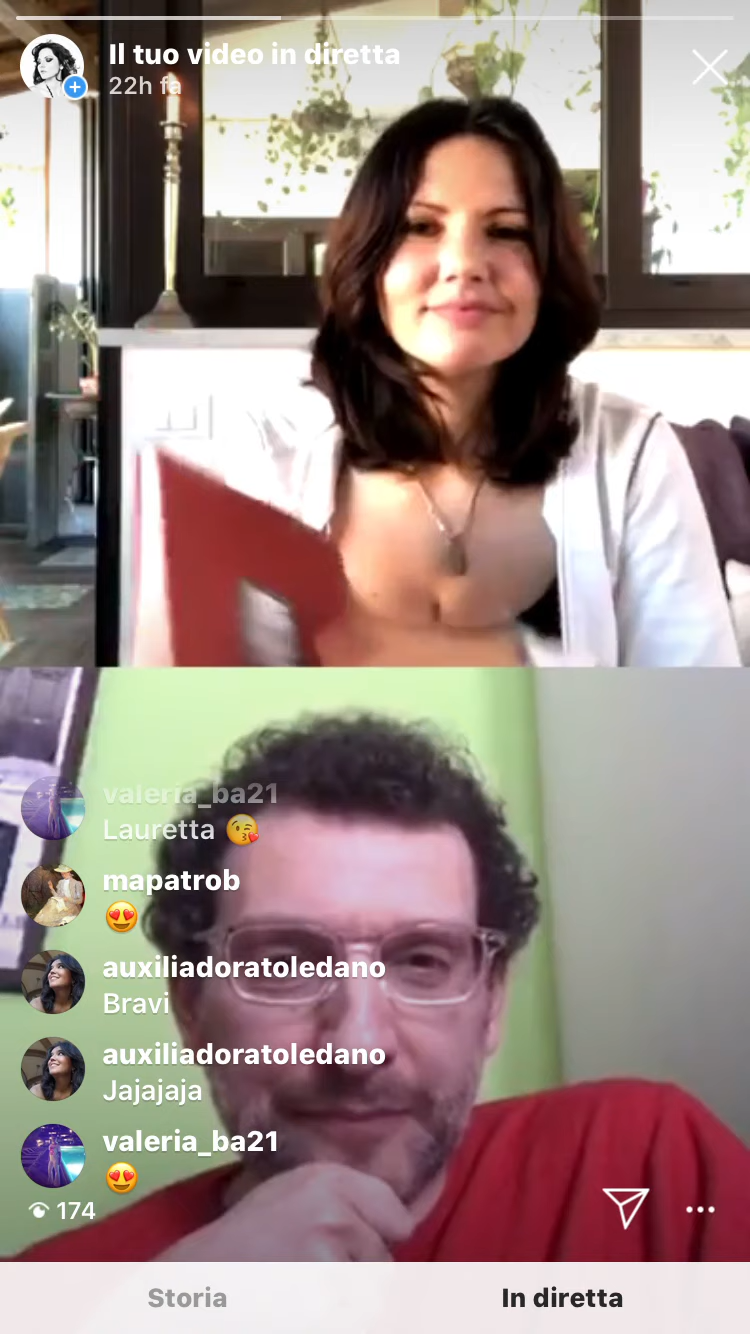 Il tuo video in diretta
22h fa
valeria_ba21
Lauretta 😘
mapatrob
😍
auxiliadoratoledano
Bravi
auxiliadoratoledano
Jajajaja
valeria_ba21
😍
174
Storia
In diretta